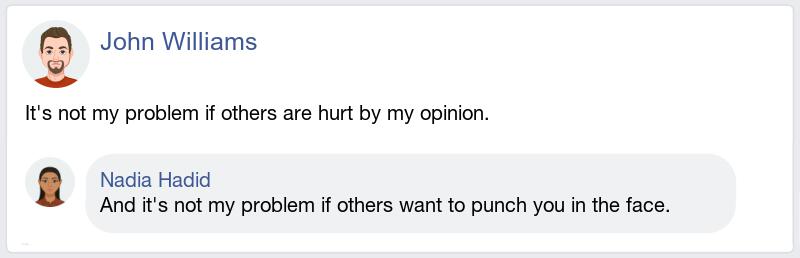 John Williams
It's not my problem if others are hurt by my opinion.
Nadia Hadid
And it's not my problem if others want to punch you in the face.